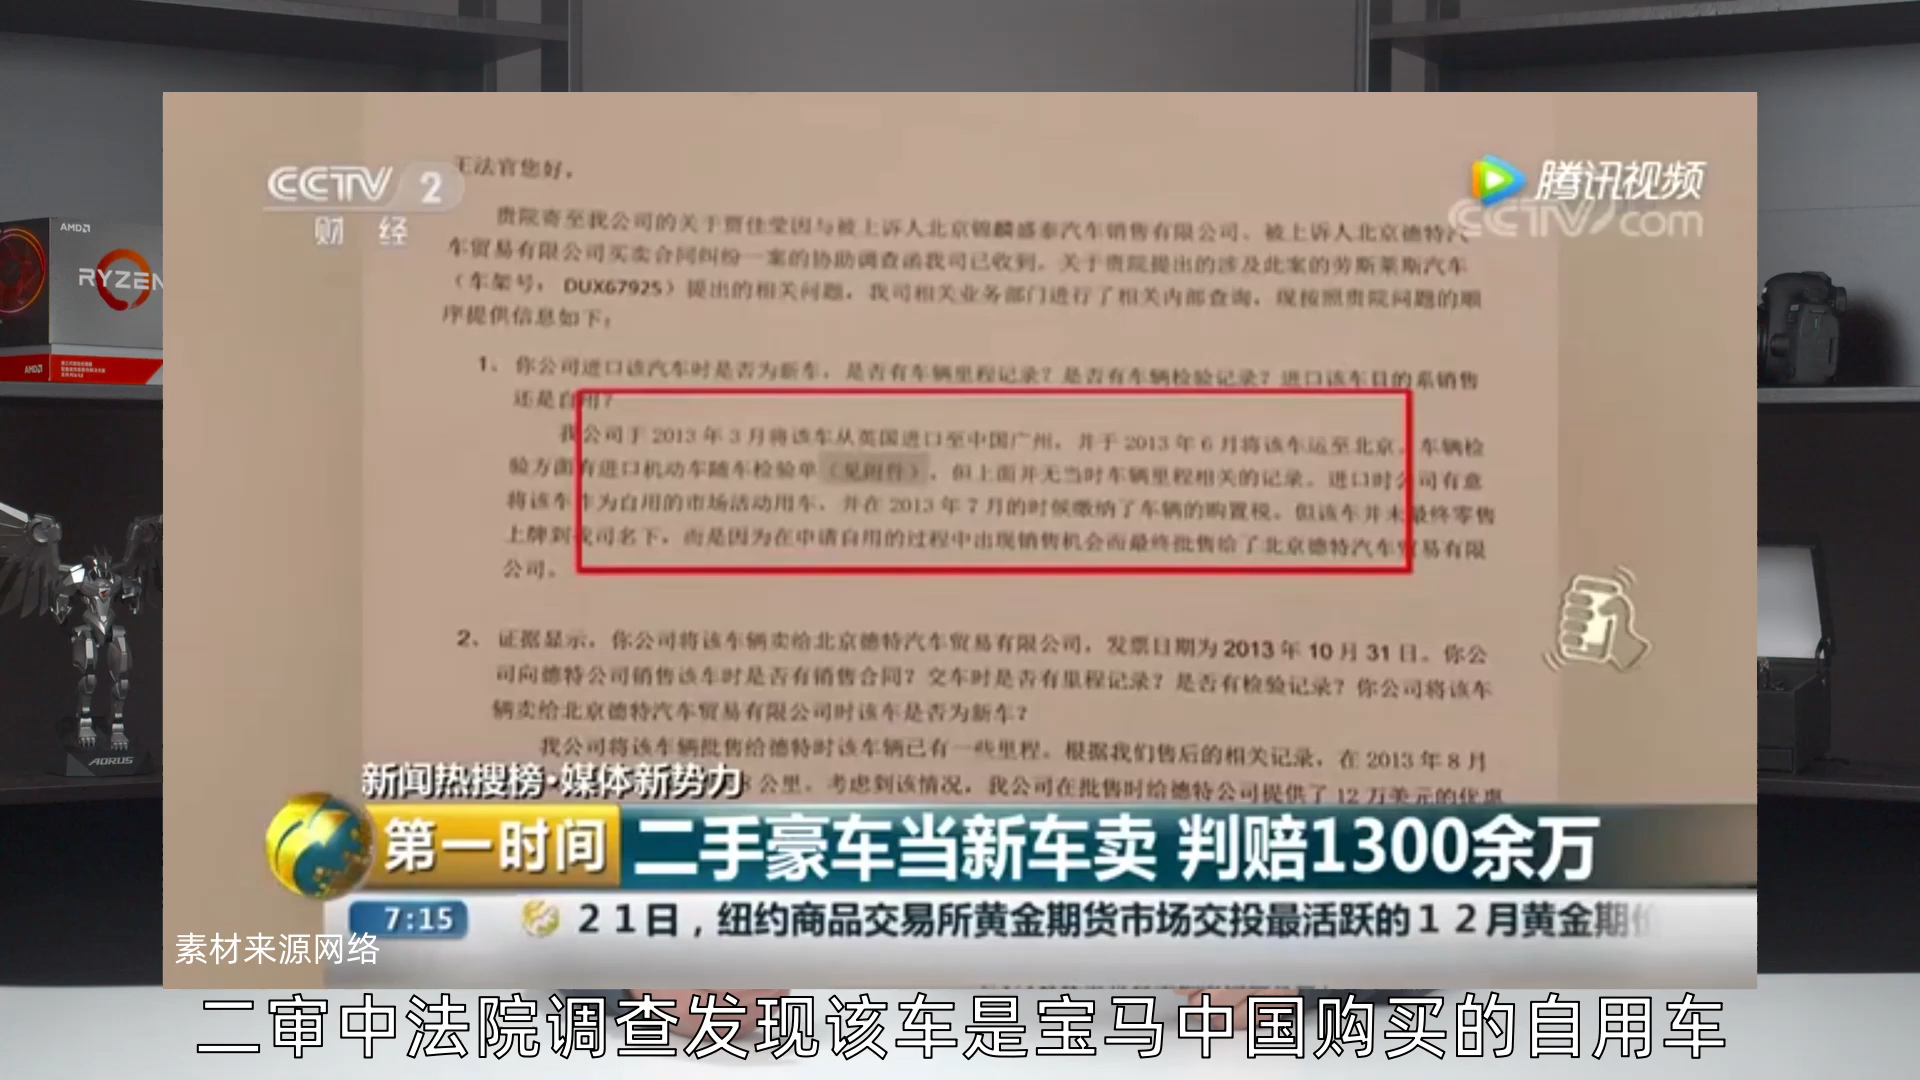 CCTV 2
财 经
腾讯视频
CCTV.com
AMD
RYZEN
AMD
AORUS
王法官您好，
贵院寄至我公司的关于贾佳莹因与被上诉人北京锦麟盛泰汽车销售有限公司、被上诉人北京德特汽
车贸易有限公司买卖合同纠纷一案的协助调查函我司已收到。关于贵院提出的涉及此案的劳斯莱斯汽车
（车架号，DUX67925）提出的相关问题，我司相关业务部门进行了相关内部查询，现按照贵院问题的顺
序提供信息如下：
1、你公司进口该汽车时是否为新车，是否有车辆里程记录？是否有车辆检验记录？进口该车目的系销售
还是自用？
我公司于 2013 年 3 月将该车从英国进口至中国广州，并于 2013 年 6 月将该车运至北京。车辆检
验方面有进口机动车随车检验单（见附件），但上面并无当时车辆里程相关的记录。进口时公司有意
将该车作为自用的市场活动用车，并在 2013 年 7 月的时候缴纳了车辆的购置税。但该车并未最终零售
上牌到我司名下，而是因为在申请自用的过程中出现销售机会而最终批售给了北京德特汽车贸易有限
公司。
2、证据显示，你公司将该车辆卖给北京德特汽车贸易有限公司，发票日期为 2013 年 10 月 31 日。你公
司向德特公司销售该车时是否有销售合同？交车时是否有里程记录？是否有检验记录？你公司将该车
辆卖给北京德特汽车贸易有限公司时该车是否为新车？
我公司将该车辆批售给德特时该车辆已有一些里程。根据我们售后的相关记录，在 2013 年 8 月
8 公里。考虑到该情况，我公司在批售时给德特公司提供了 12 万美元的优惠
新闻热搜榜·媒体新势力
第一时间
二手豪车当新车卖 判赔1300余万
7:15
21日，纽约商品交易所黄金期货市场交投最活跃的12月黄金期价
素材来源网络
二审中法院调查发现该车是宝马中国购买的自用车